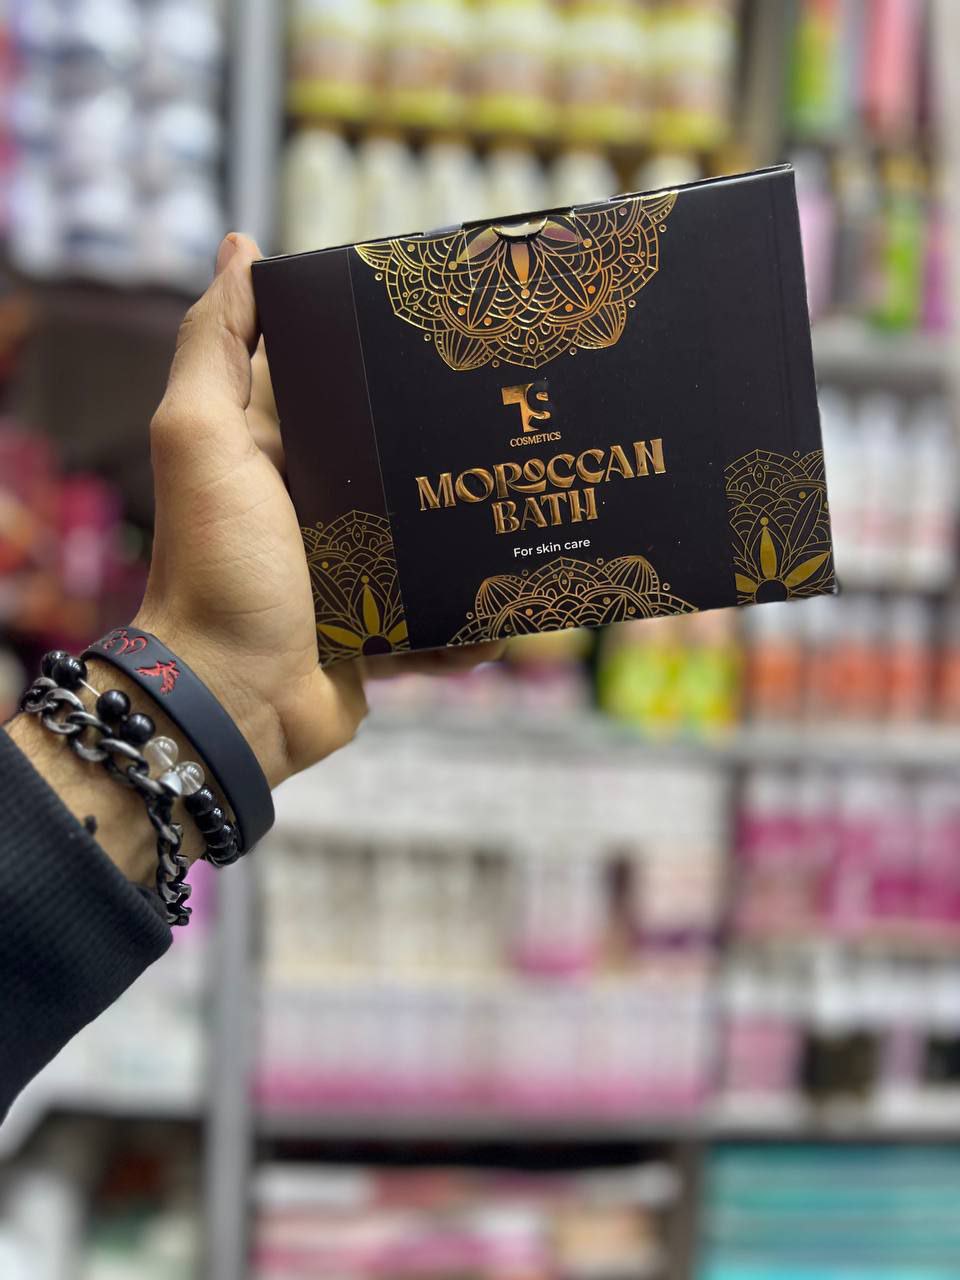 TS
COSMETICS
MOROCCAN
BATH
For skin care